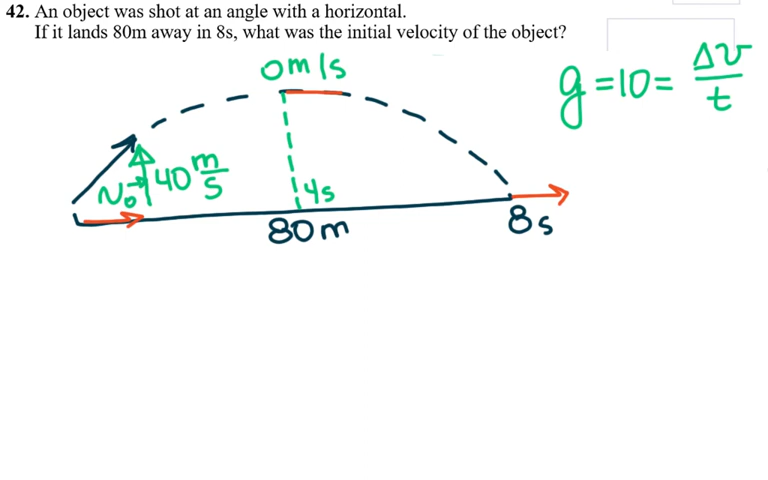 42. An object was shot at an angle with a horizontal.
If it lands 80m away in 8s, what was the initial velocity of the object?
0m/s
g=10= Δv/t
40 m/s
4s
80m
8s